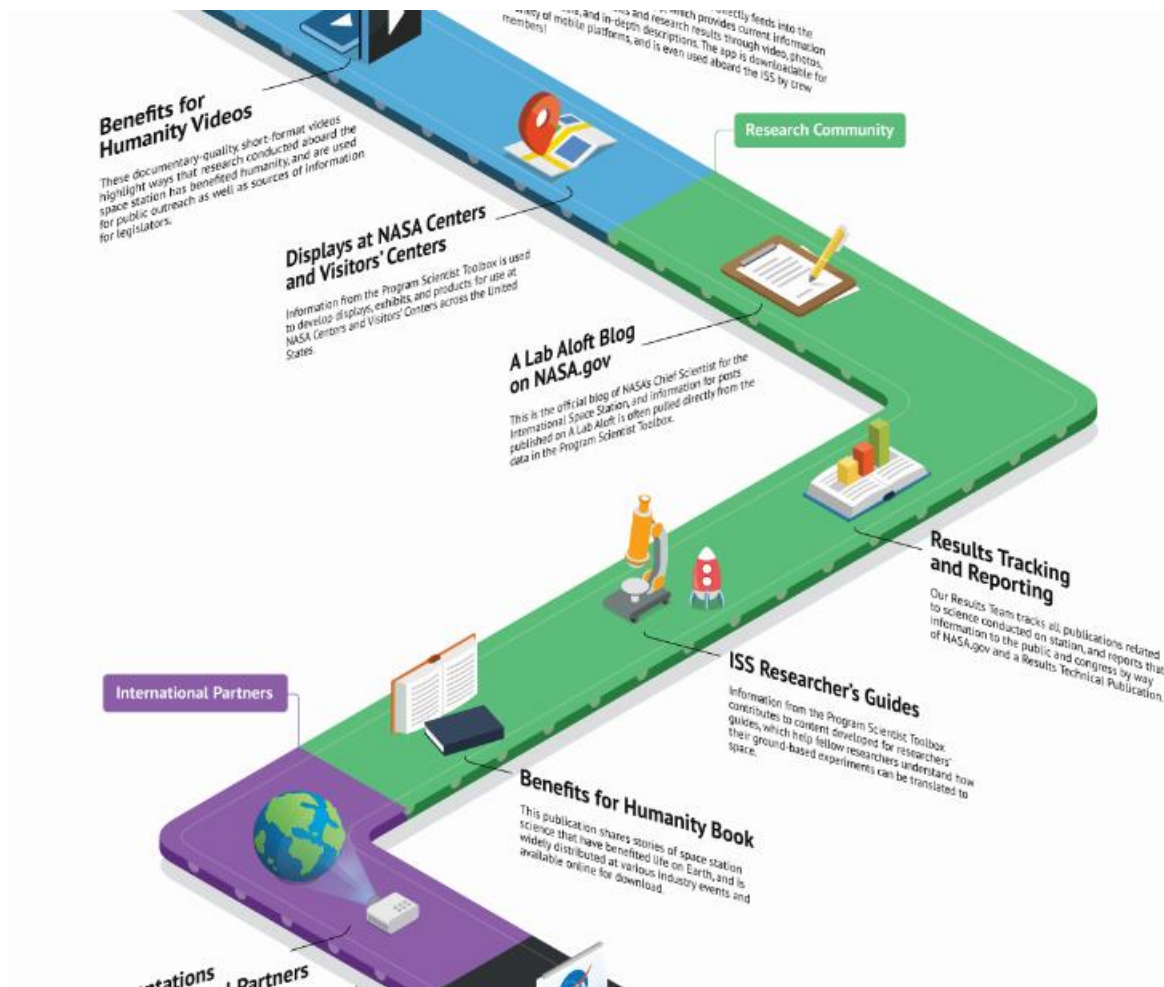 ectly feeds into the
which provides current information
and research results through video, photos,
and in-depth descriptions. The app is downloadable for
of mobile platforms, and is even used aboard the ISS by crew
members!
Benefits for
Humanity Videos
These documentary-quality, short-format videos
highlight ways that research conducted aboard the
space station has benefited humanity, and are used
for public outreach as well as sources of information
for legislators.
Research Community
Displays at NASA Centers
and Visitors' Centers
Information from the Program Scientist Toolbox is used
to develop displays, exhibits, and products for use at
NASA Centers and Visitors' Centers across the United
States.
A Lab Aloft Blog
on NASA.gov
This is the official blog of NASA's Chief Scientist for the
International Space Station, and information for posts
published on A Lab Aloft is often pulled directly from the
data in the Program Scientist Toolbox.
Results Tracking
and Reporting
Our Results Team tracks all publications related
to science conducted on station, and reports that
information to the public and congress by way
of NASA.gov and a Results Technical Publication.
ISS Researcher's Guides
Information from the Program Scientist Toolbox
contributes to content developed for researchers'
guides, which help fellow researchers understand how
their ground-based experiments can be translated to
space.
International Partners
Benefits for Humanity Book
This publication shares stories of space station
science that have benefited life on Earth, and is
widely distributed at various industry events and
available online for download.
ntations
Partners